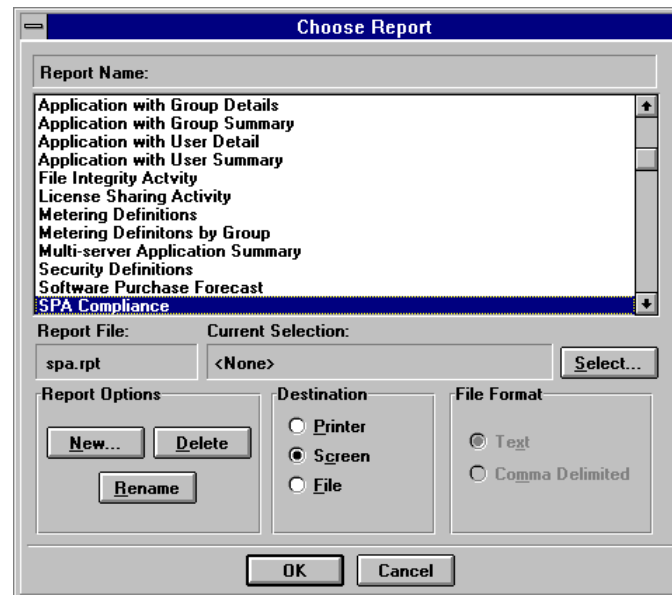 Choose Report
Report Name:
Application with Group Details
Application with Group Summary
Application with User Detail
Application with User Summary
File Integrity Actvity
License Sharing Activity
Metering Definitions
Metering Definitons by Group
Multi-server Application Summary
Security Definitions
Software Purchase Forecast
SPA Compliance
Report File: Current Selection:
spa.rpt <None> Select...
Report Options Destination File Format
New... Delete
Rename
Printer
Screen
File
Text
Comma Delimited
OK Cancel